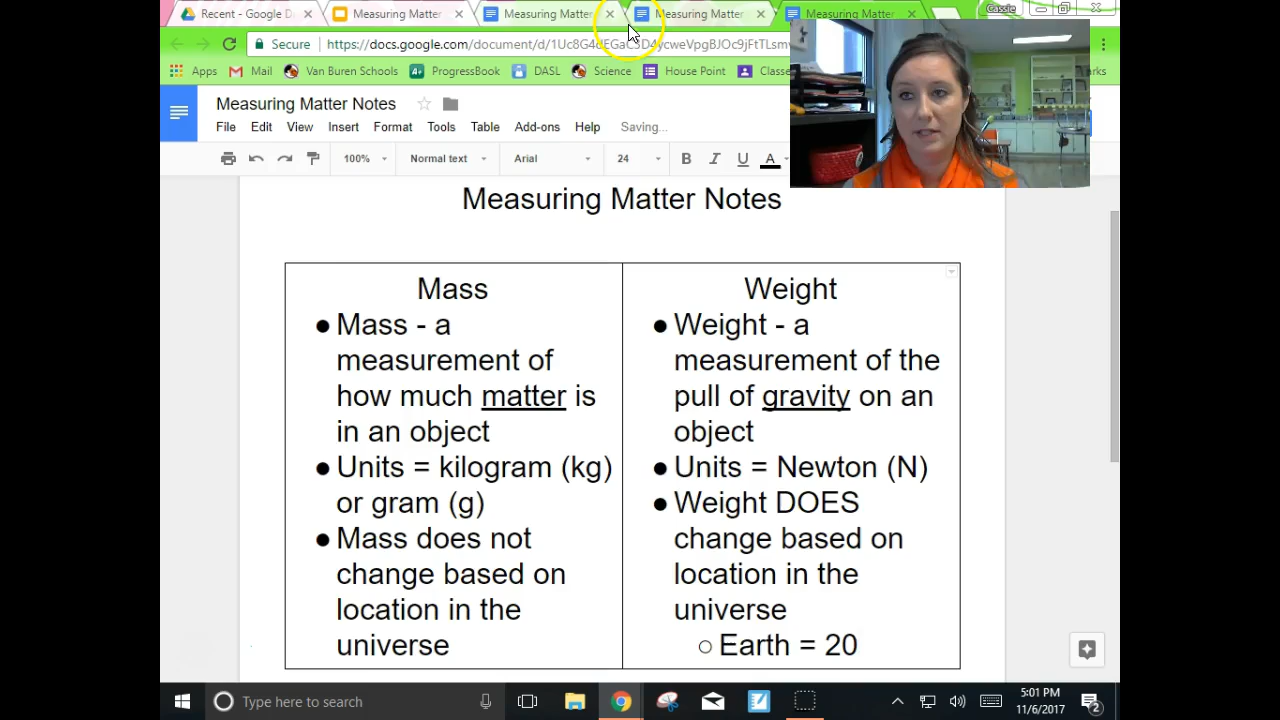 Recent - Google D
Measuring Matter
Measuring Matter
Measuring Matter
Measuring Matter
Cassie
Secure
Apps
Mail
Van Buren Schools
ProgressBook
DASL
Science
House Point
Classe
arks
Measuring Matter Notes
File Edit View Insert Format Tools Table Add-ons Help Saving...
100% Normal text Arial 24 B I U A
Measuring Matter Notes
Mass
● Mass - a
measurement of
how much matter is
in an object
● Units = kilogram (kg)
or gram (g)
● Mass does not
change based on
location in the
universe
Weight
● Weight - a
measurement of the
pull of gravity on an
object
● Units = Newton (N)
● Weight DOES
change based on
location in the
universe
○ Earth = 20
Type here to search
5:01 PM
11/6/2017
2